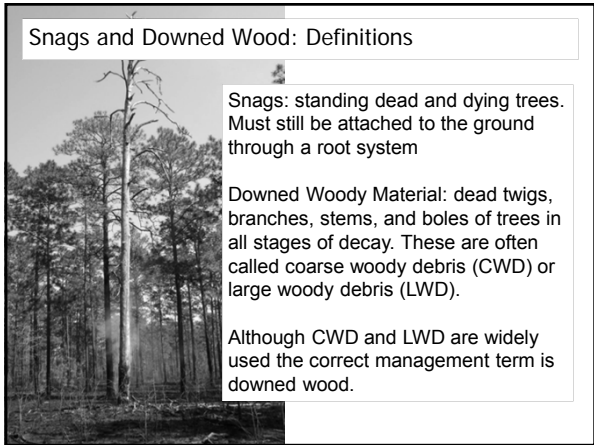 Snags and Downed Wood: Definitions
Snags: standing dead and dying trees.
Must still be attached to the ground
through a root system
Downed Woody Material: dead twigs,
branches, stems, and boles of trees in
all stages of decay. These are often
called coarse woody debris (CWD) or
large woody debris (LWD).
Although CWD and LWD are widely
used the correct management term is
downed wood.